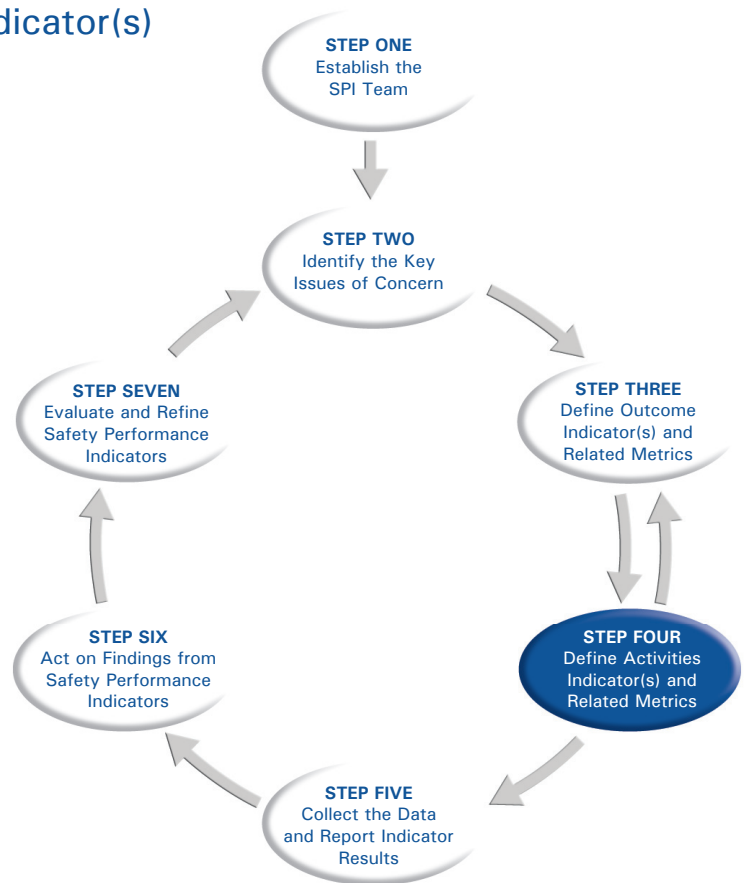 dicator(s)
STEP ONE
Establish the
SPI Team
STEP TWO
Identify the Key
Issues of Concern
STEP THREE
Define Outcome
Indicator(s) and
Related Metrics
STEP FOUR
Define Activities
Indicator(s) and
Related Metrics
STEP FIVE
Collect the Data
and Report Indicator
Results
STEP SIX
Act on Findings from
Safety Performance
Indicators
STEP SEVEN
Evaluate and Refine
Safety Performance
Indicators